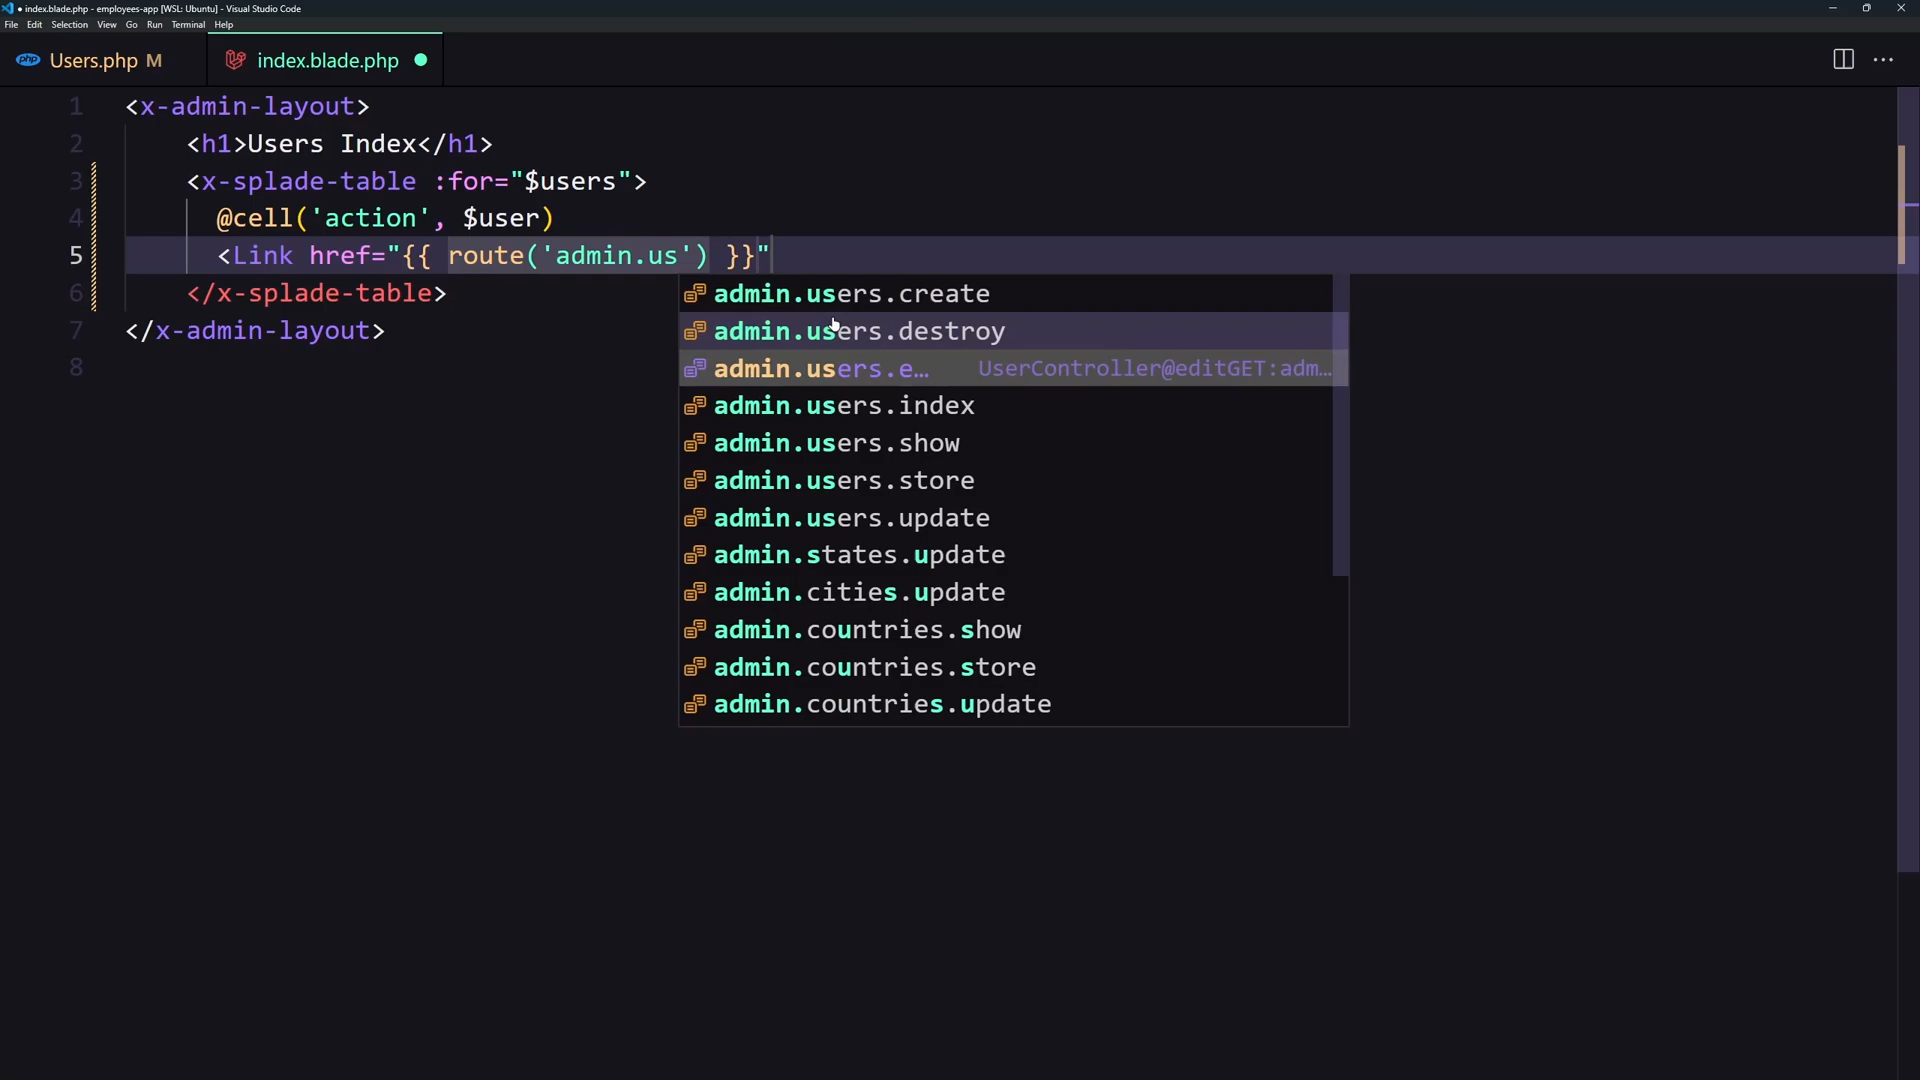 index.blade.php - employees-app [WSL: Ubuntu] - Visual Studio Code
File Edit Selection View Go Run Terminal Help
php Users.php M index.blade.php
1 <x-admin-layout>
2 <h1>Users Index</h1>
3 <x-splade-table :for="$users">
4 @cell('action', $user)
5 <Link href="{{ route('admin.us') }}"
6 </x-splade-table>
7 </x-admin-layout>
8
admin.users.create
admin.users.destroy
admin.users.e… UserController@editGET:adm…
admin.users.index
admin.users.show
admin.users.store
admin.users.update
admin.states.update
admin.cities.update
admin.countries.show
admin.countries.store
admin.countries.update